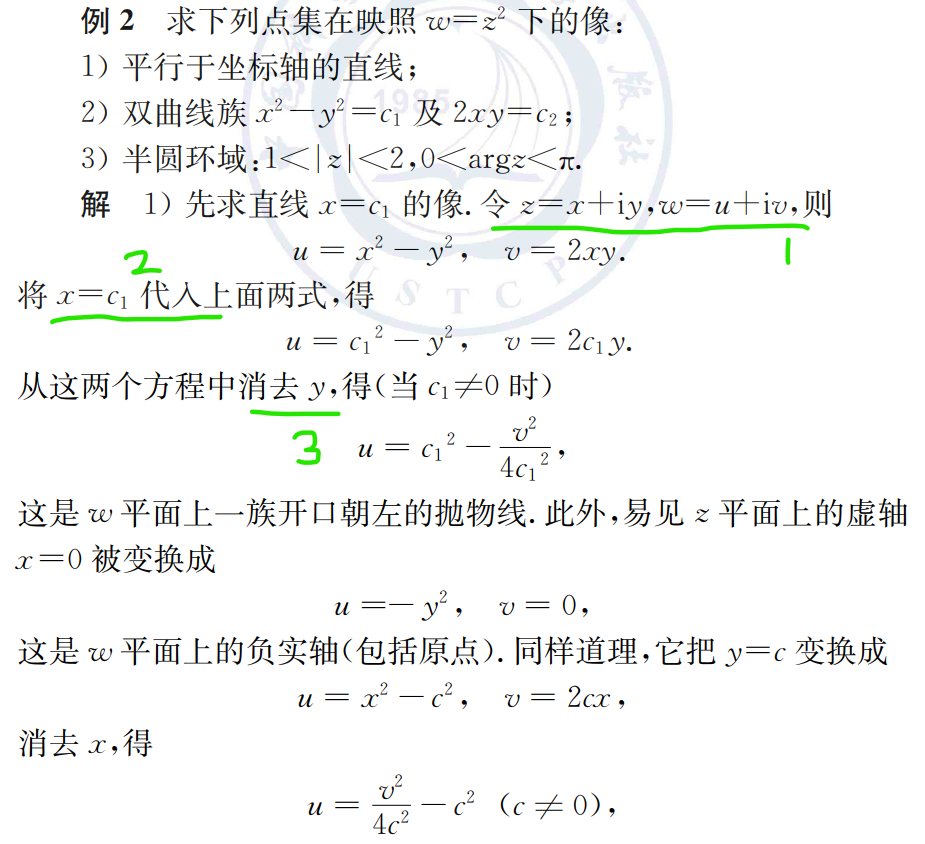 例 2 求下列点集在映照 w=z² 下的像:
1) 平行于坐标轴的直线;
2) 双曲线族 x²-y²=c₁ 及 2xy=c₂;
3) 半圆环域:1<|z|<2,0<argz<π.
解 1) 先求直线 x=c₁ 的像. 令 z=x+iy,w=u+iv,则
u = x² - y², v = 2xy.
2
1
将 x=c₁ 代入上面两式,得
u = c₁² - y², v = 2c₁y.
从这两个方程中消去 y,得(当 c₁≠0 时)
3
u = c₁² - v²/4c₁²,
这是 w 平面上一族开口朝左的抛物线. 此外,易见 z 平面上的虚轴
x=0 被变换成
u =- y², v = 0,
这是 w 平面上的负实轴(包括原点). 同样道理,它把 y=c 变换成
u = x² - c², v = 2cx,
消去 x,得
u = v²/4c² - c² (c ≠ 0),
1985
USTCP
版社